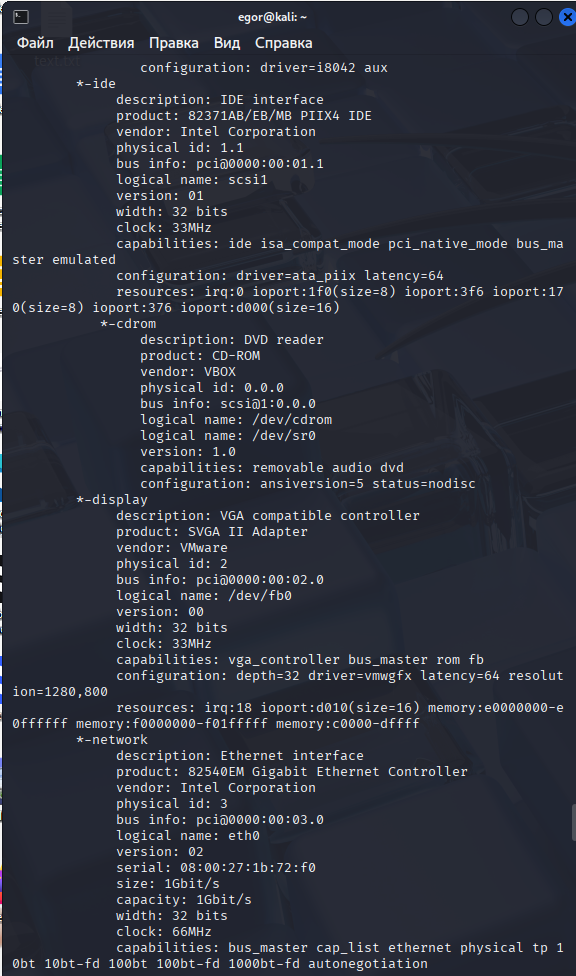 egor@kali: ~
Файл Действия Правка Вид Справка
configuration: driver=i8042 aux
*-ide
description: IDE interface
product: 82371AB/EB/MB PIIX4 IDE
vendor: Intel Corporation
physical id: 1.1
bus info: pci@0000:00:01.1
logical name: scsi1
version: 01
width: 32 bits
clock: 33MHz
capabilities: ide isa_compat_mode pci_native_mode bus_ma
ster emulated
configuration: driver=ata_piix latency=64
resources: irq:0 ioport:1f0(size=8) ioport:3f6 ioport:17
0(size=8) ioport:376 ioport:d000(size=16)
*-cdrom
description: DVD reader
product: CD-ROM
vendor: VBOX
physical id: 0.0.0
bus info: scsi@1:0.0.0
logical name: /dev/cdrom
logical name: /dev/sr0
version: 1.0
capabilities: removable audio dvd
configuration: ansiversion=5 status=nodisc
*-display
description: VGA compatible controller
product: SVGA II Adapter
vendor: VMware
physical id: 2
bus info: pci@0000:00:02.0
logical name: /dev/fb0
version: 00
width: 32 bits
clock: 33MHz
capabilities: vga_controller bus_master rom fb
configuration: depth=32 driver=vmwgfx latency=64 resolut
ion=1280,800
resources: irq:18 ioport:d010(size=16) memory:e0000000-e
0ffffff memory:f0000000-f01fffff memory:c0000-dffff
*-network
description: Ethernet interface
product: 82540EM Gigabit Ethernet Controller
vendor: Intel Corporation
physical id: 3
bus info: pci@0000:00:03.0
logical name: eth0
version: 02
serial: 08:00:27:1b:72:f0
size: 1Gbit/s
capacity: 1Gbit/s
width: 32 bits
clock: 66MHz
capabilities: bus_master cap_list ethernet physical tp 1
0bt 10bt-fd 100bt 100bt-fd 1000bt-fd autonegotiation